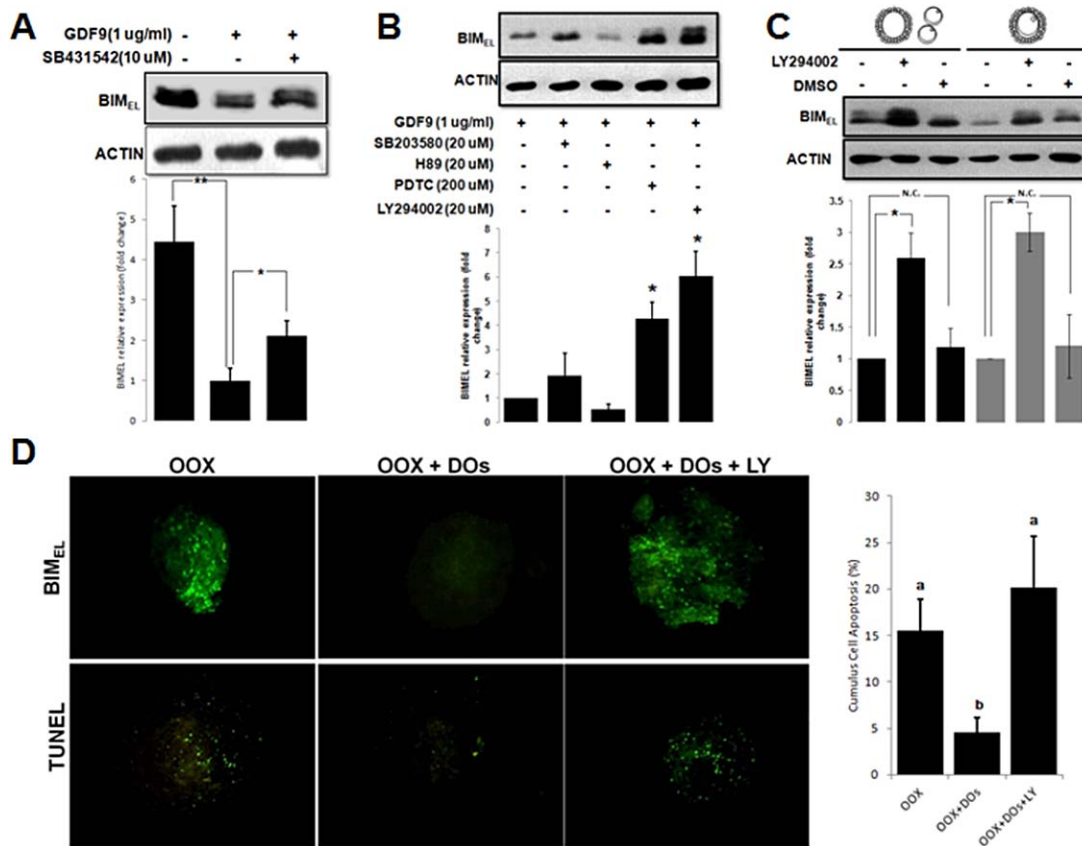 A
GDF9(1 ug/ml) - + +
SB431542(10 uM) - - +
BIMEL
ACTIN
BIMEL relative expression (fold change)
6
5
4
3
2
1
0
**
*
B
BIMEL
ACTIN
GDF9 (1 ug/ml) + + + + +
SB203580 (20 uM) - + - - -
H89 (20 uM) - - + - -
PDTC (200 uM) - - - + -
LY294002 (20 uM) - - - - +
BIMEL relative expression (fold change)
8
7
6
5
4
3
2
1
0
*
*
C
LY294002 - + - - + -
DMSO - - + - - +
BIMEL
ACTIN
BIMEL relative expression (fold change)
3.5
3
2.5
2
1.5
1
0.5
0
N.C.
*
N.C.
*
D
OOX
OOX + DOs
OOX + DOs + LY
BIMEL
TUNEL
Cumulus Cell Apoptosis (%)
30
25
20
15
10
5
0
a
b
a
OOX
OOX+DOs
OOX+DOs+LY